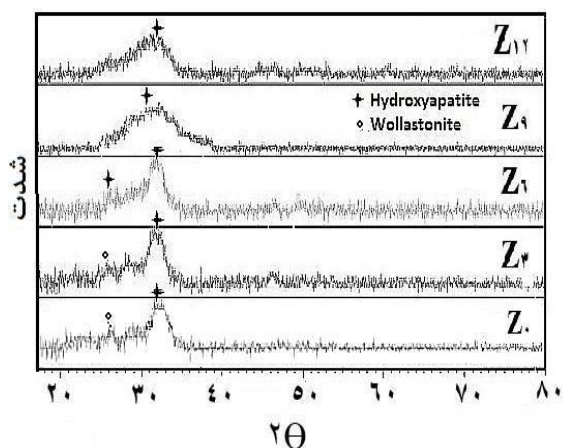 Z۱۲
Hydroxyapatite
Wollastonite
Z۹
Z۶
Z۳
Z۰
شدت
۲۰ ۳۰ ۴۰ ۵۰ ۶۰ ۷۰ ۸۰
۲θ